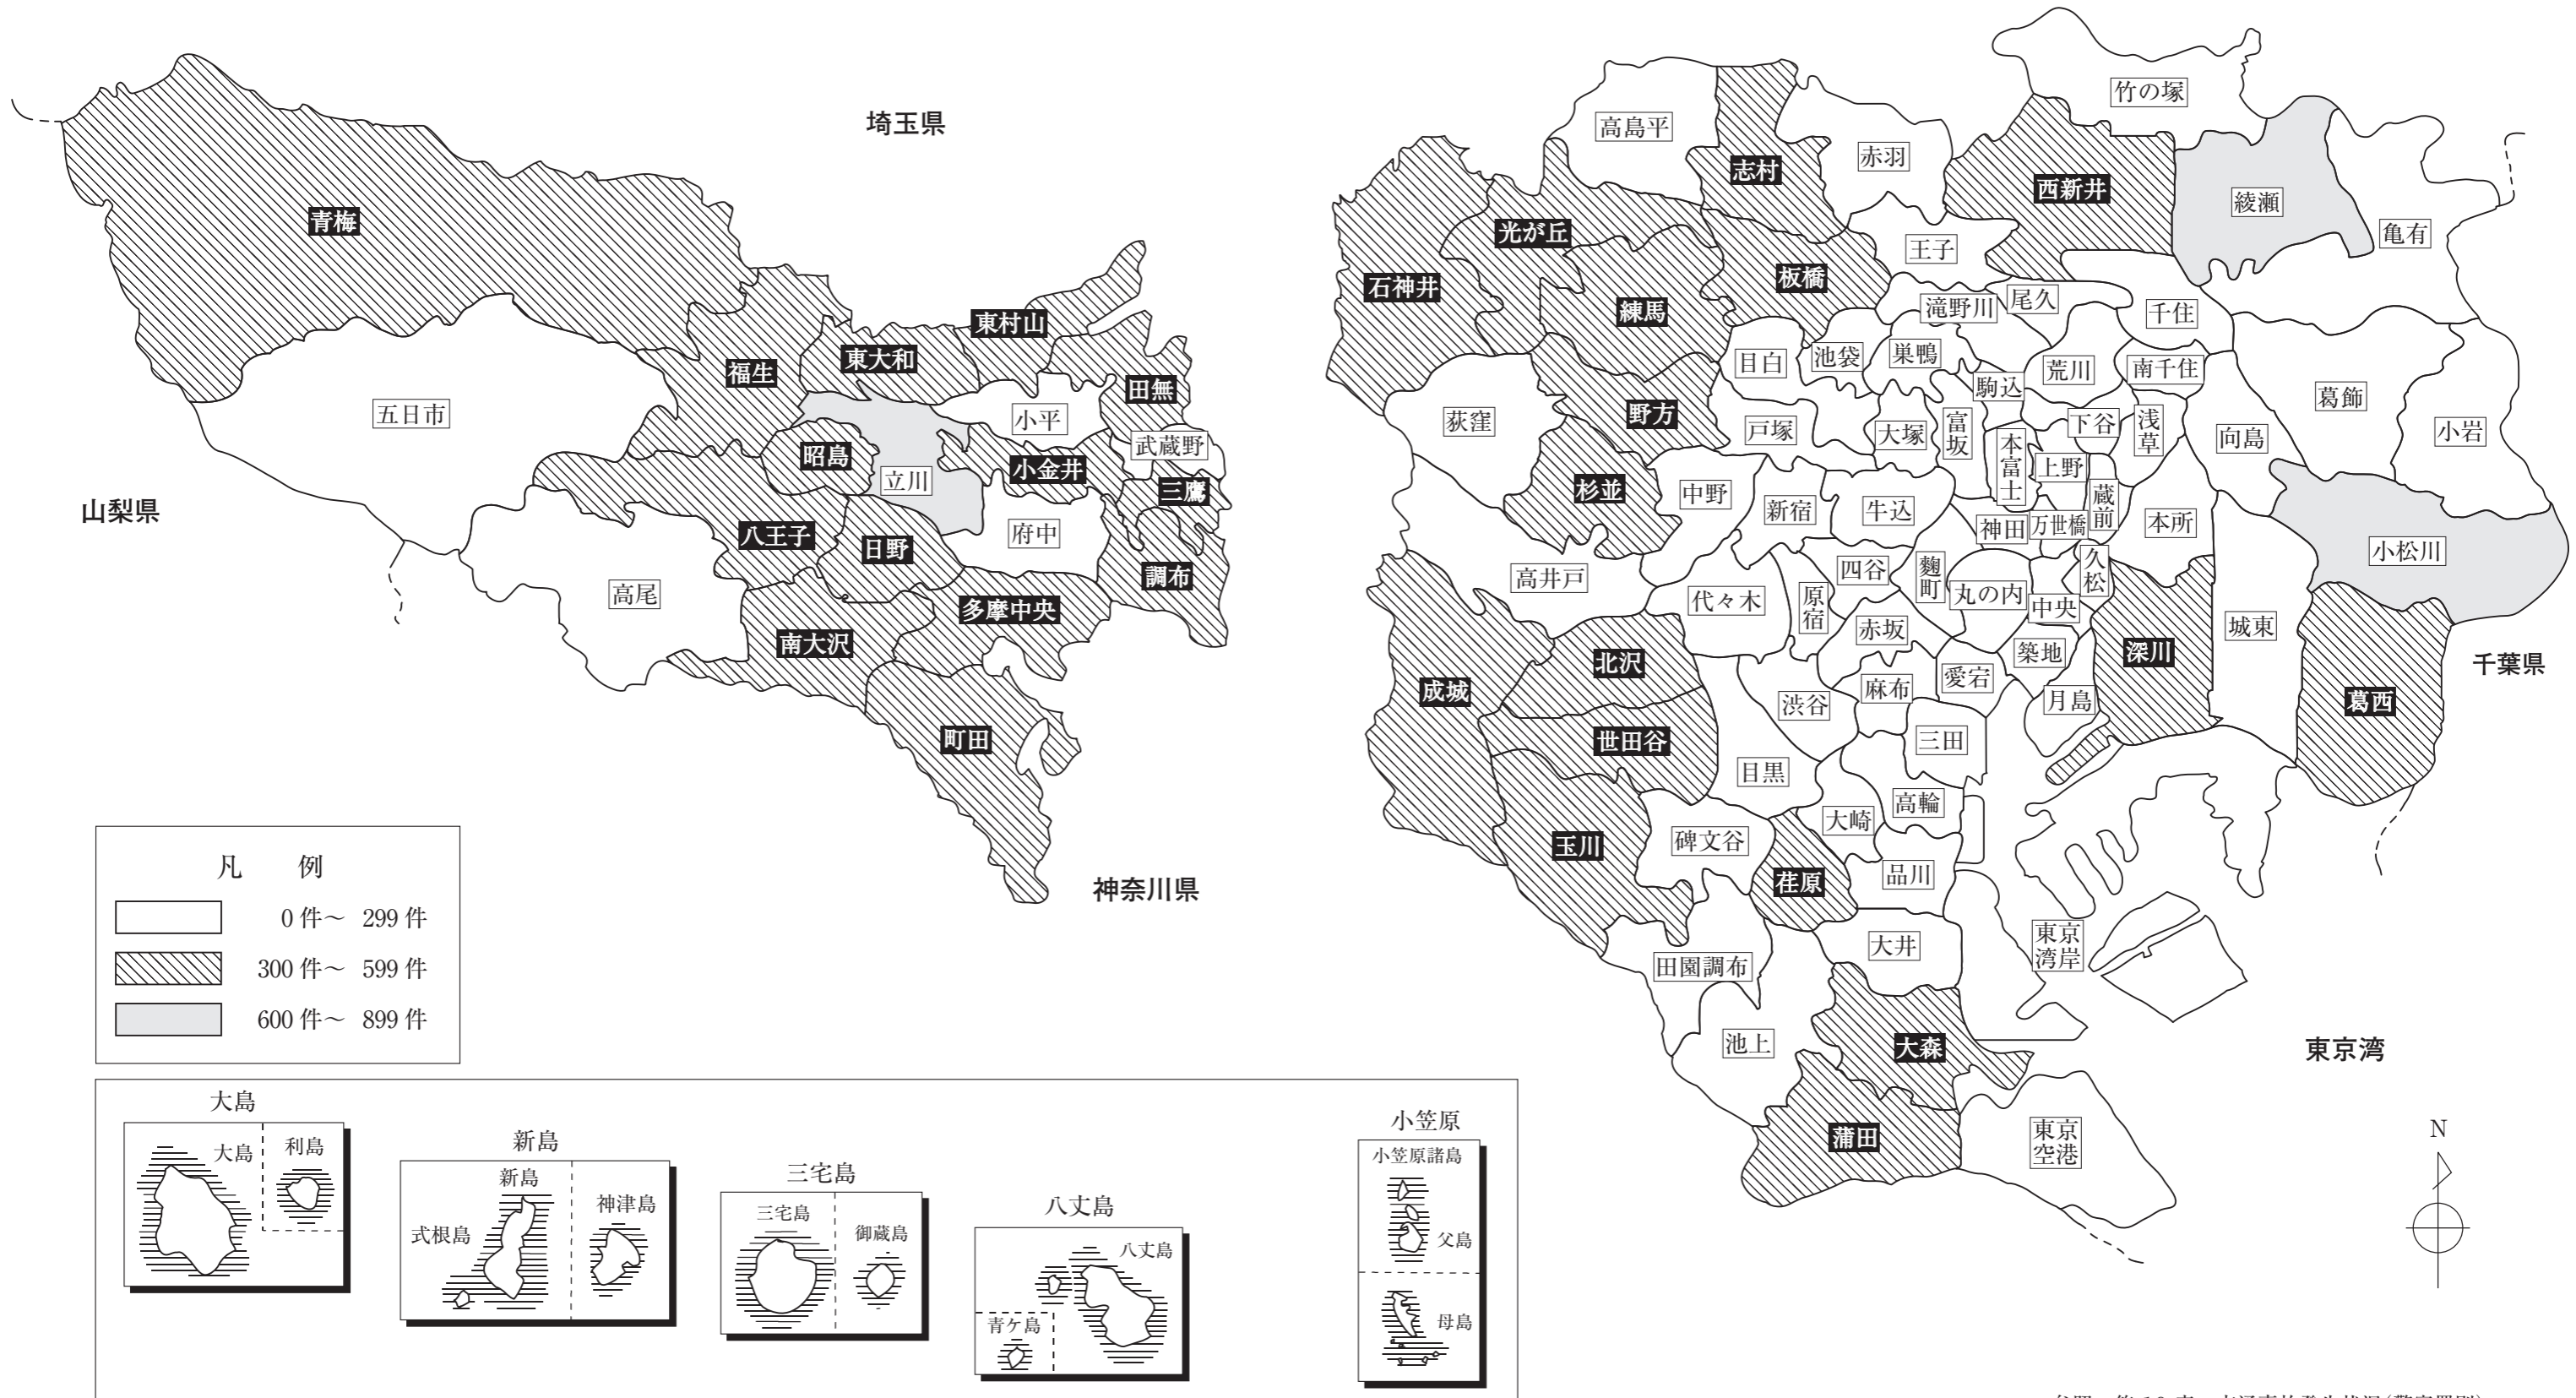 埼玉県
山梨県
神奈川県
千葉県
東京湾
青梅
五日市
福生
東大和
東村山
田無
小平
武蔵野
昭島
立川
小金井
三鷹
八王子
日野
府中
調布
高尾
南大沢
多摩中央
町田
竹の塚
高島平
志村
赤羽
西新井
綾瀬
亀有
光が丘
石神井
板橋
王子
練馬
滝野川
尾久
千住
目白
池袋
巣鴨
駒込
荒川
南千住
葛飾
小岩
荻窪
野方
戸塚
大塚
富坂
本富士
下谷
浅草
向島
上野
蔵前
本所
小松川
杉並
中野
新宿
牛込
神田
万世橋
久松
高井戸
代々木
原宿
四谷
麴町
丸の内
中央
城東
赤坂
築地
深川
北沢
成城
渋谷
麻布
愛宕
月島
葛西
世田谷
目黒
三田
高輪
大崎
玉川
碑文谷
荏原
品川
大井
東京湾岸
田園調布
池上
大森
蒲田
東京空港
凡 例
0件～ 299件
300件～ 599件
600件～ 899件
大島
大島
利島
新島
新島
式根島
神津島
三宅島
三宅島
御蔵島
八丈島
八丈島
青ケ島
小笠原
小笠原諸島
父島
母島
N